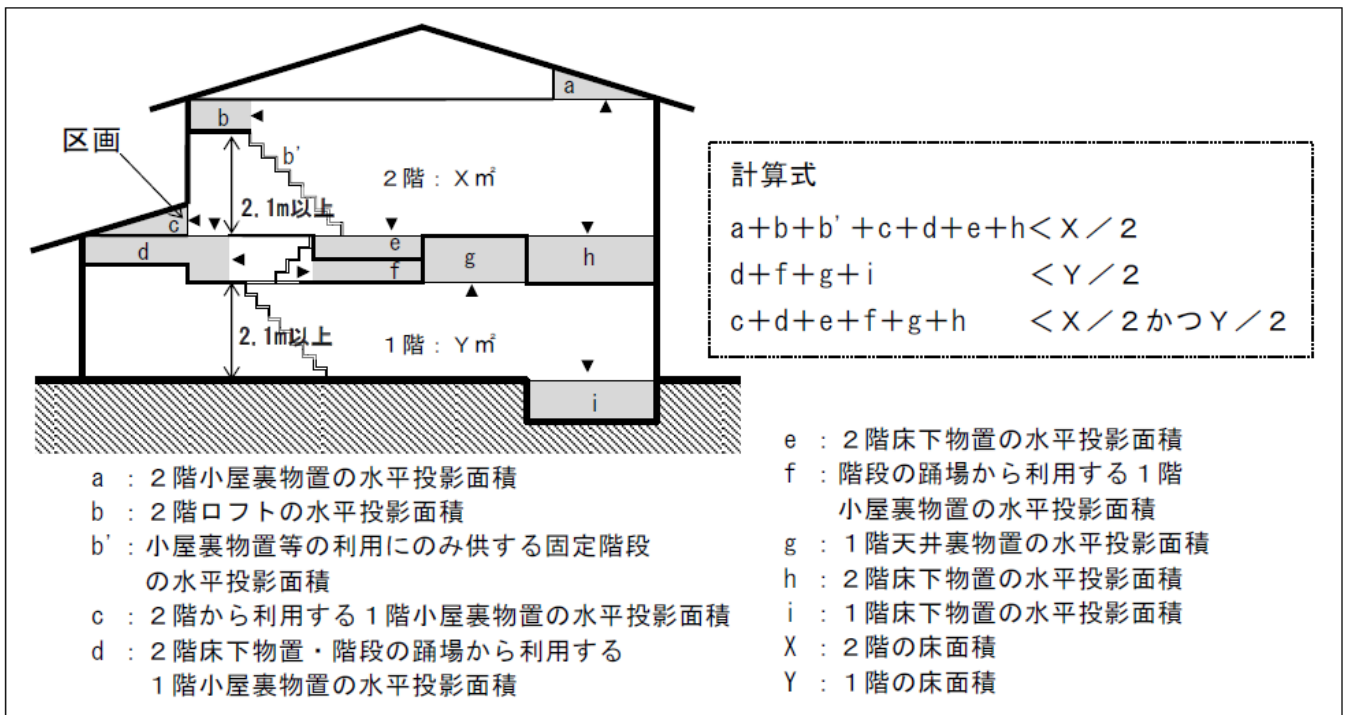 a
b
区画
b'
2階：X㎡
2.1m以上
c
d
e
f
g
h
2.1m以上
1階：Y㎡
i
計算式
a+b+b'+c+d+e+h＜X／2
d+f+g+i ＜Y／2
c+d+e+f+g+h ＜X／2かつY／2
a ：2階小屋裏物置の水平投影面積
b ：2階ロフトの水平投影面積
b'：小屋裏物置等の利用にのみ供する固定階段
の水平投影面積
c ：2階から利用する1階小屋裏物置の水平投影面積
d ：2階床下物置・階段の踊場から利用する
1階小屋裏物置の水平投影面積
e ：2階床下物置の水平投影面積
f ：階段の踊場から利用する1階
小屋裏物置の水平投影面積
g ：1階天井裏物置の水平投影面積
h ：2階床下物置の水平投影面積
i ：1階床下物置の水平投影面積
X ：2階の床面積
Y ：1階の床面積